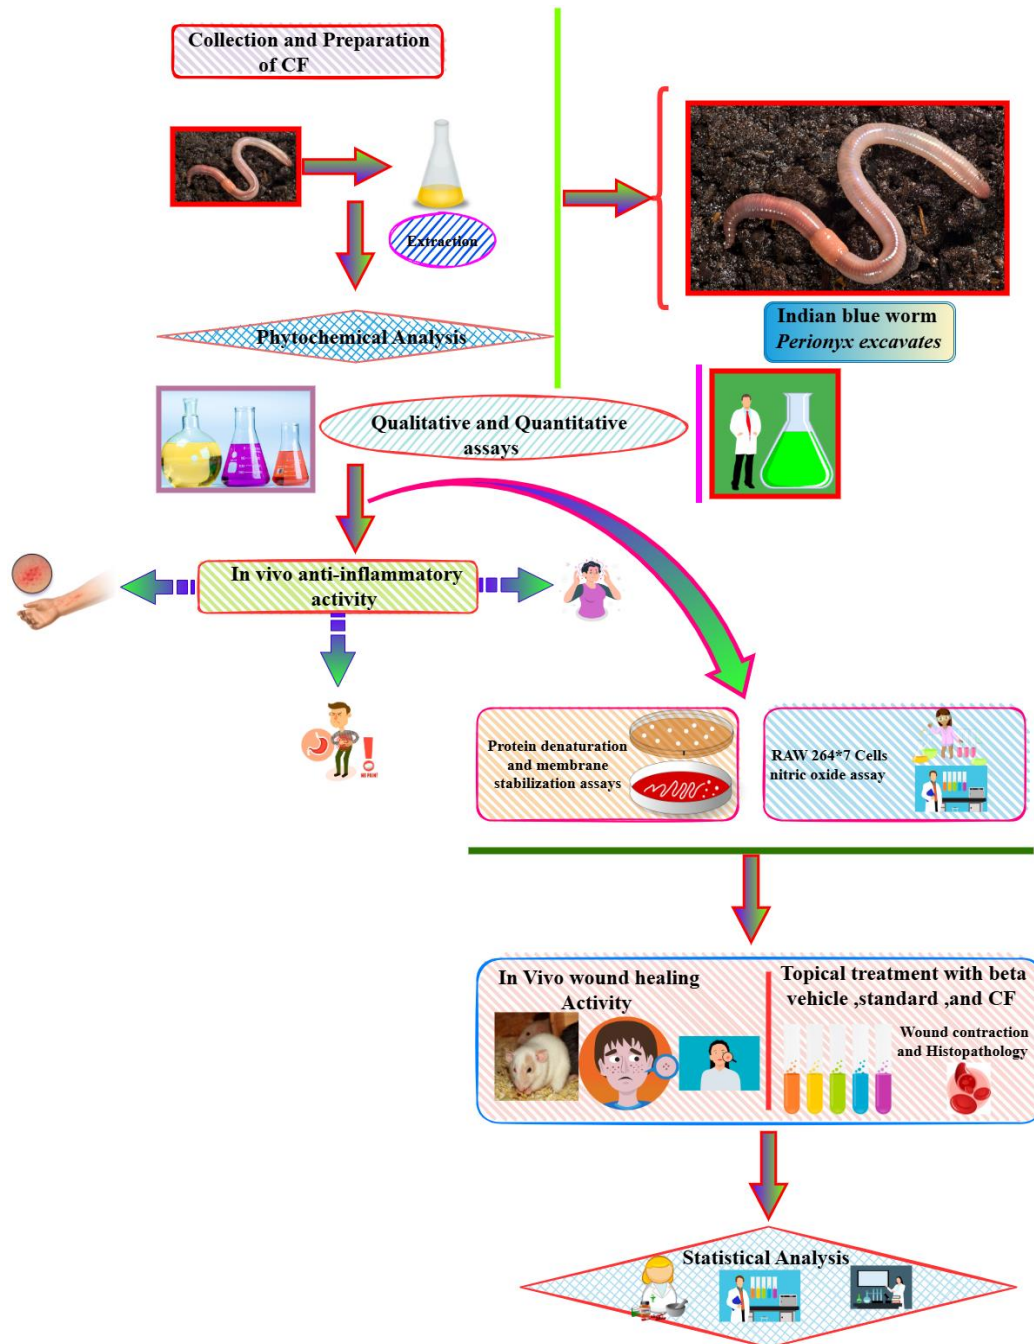 Collection and Preparation
of CF
Extraction
Phytochemical Analysis
Indian blue worm
Perionyx excavates
Qualitative and Quantitative
assays
In vivo anti-inflammatory
activity
Protein denaturation
and membrane
stabilization assays
RAW 264*7 Cells
nitric oxide assay
In Vivo wound healing
Activity
Topical treatment with beta
vehicle ,standard ,and CF
Wound contraction
and Histopathology
Statistical Analysis